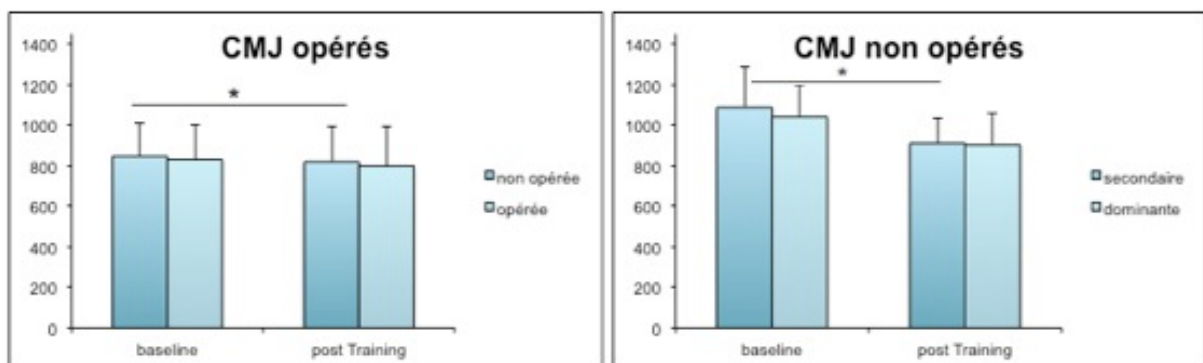 CMJ opérés
1400
1200
1000
800
600
400
200
0
*
baseline
post Training
non opérée
opérée
CMJ non opérés
1400
1200
1000
800
600
400
200
0
*
baseline
post Training
secondaire
dominante